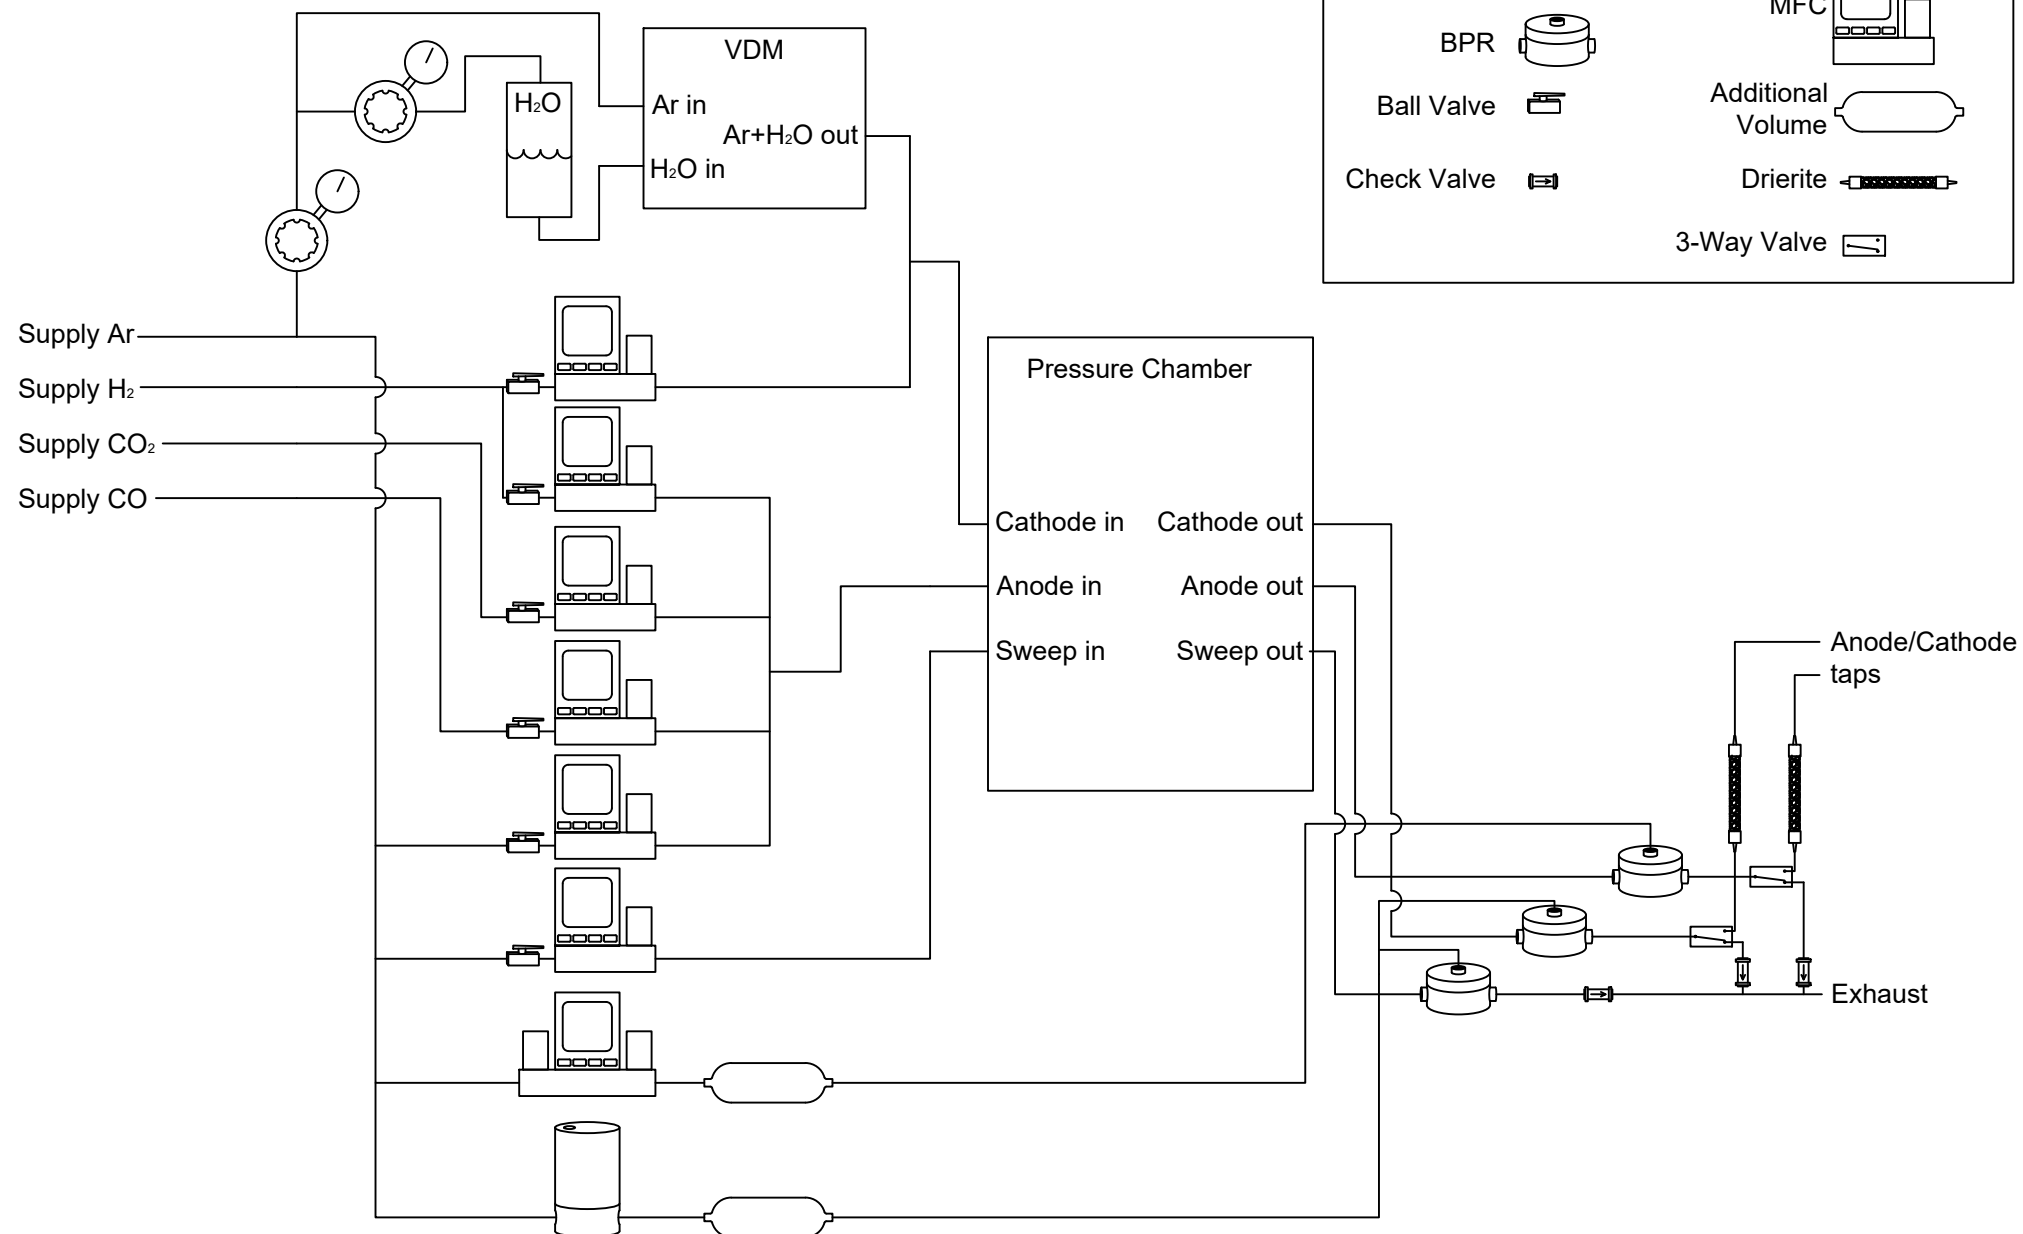 VDM
H₂O
Ar in
Ar+H₂O out
H₂O in
MFC
BPR
Ball Valve
Additional
Volume
Check Valve
Drierite
3-Way Valve
Supply Ar
Supply H₂
Supply CO₂
Supply CO
Pressure Chamber
Cathode in
Cathode out
Anode in
Anode out
Sweep in
Sweep out
Anode/Cathode
taps
Exhaust